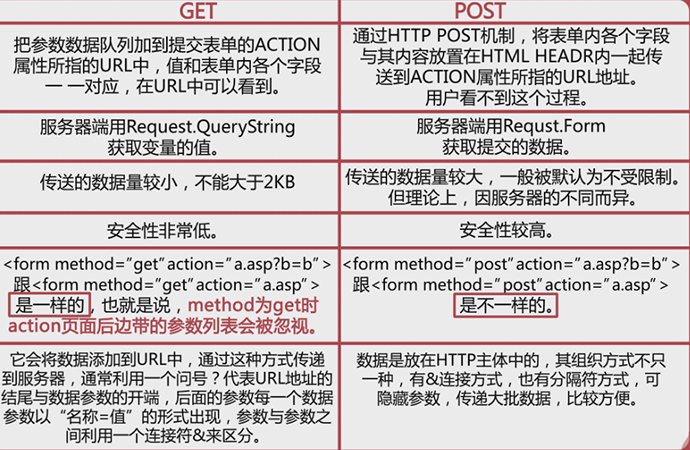 GET
POST
把参数数据队列加到提交表单的ACTION
属性所指的URL中，值和表单内各个字段
一 一对应，在URL中可以看到。
通过HTTP POST机制，将表单内各个字段
与其内容放置在HTML HEADR内一起传
送到ACTION属性所指的URL地址。
用户看不到这个过程。
服务器端用Request.QueryString
获取变量的值。
服务器端用Requst.Form
获取提交的数据。
传送的数据量较小，不能大于2KB
传送的数据量较大，一般被默认为不受限制。
但理论上，因服务器的不同而异。
安全性非常低。
安全性较高。
<form method="get"action="a.asp?b=b">
跟<form method="get"action="a.asp">
是一样的，也就是说，method为get时
action页面后边带的参数列表会被忽视。
<form method="post"action="a.asp?b=b">
跟<form method="post"action="a.asp">
是不一样的。
它会将数据添加到URL中，通过这种方式传递
到服务器，通常利用一个问号？代表URL地址的
结尾与数据参数的开端，后面的参数每一个数据
参数以“名称=值”的形式出现，参数与参数之
间利用一个连接符&来区分。
数据是放在HTTP主体中的，其组织方式不只
一种，有&连接方式，也有分隔符方式，可
隐藏参数，传递大批数据，比较方便。